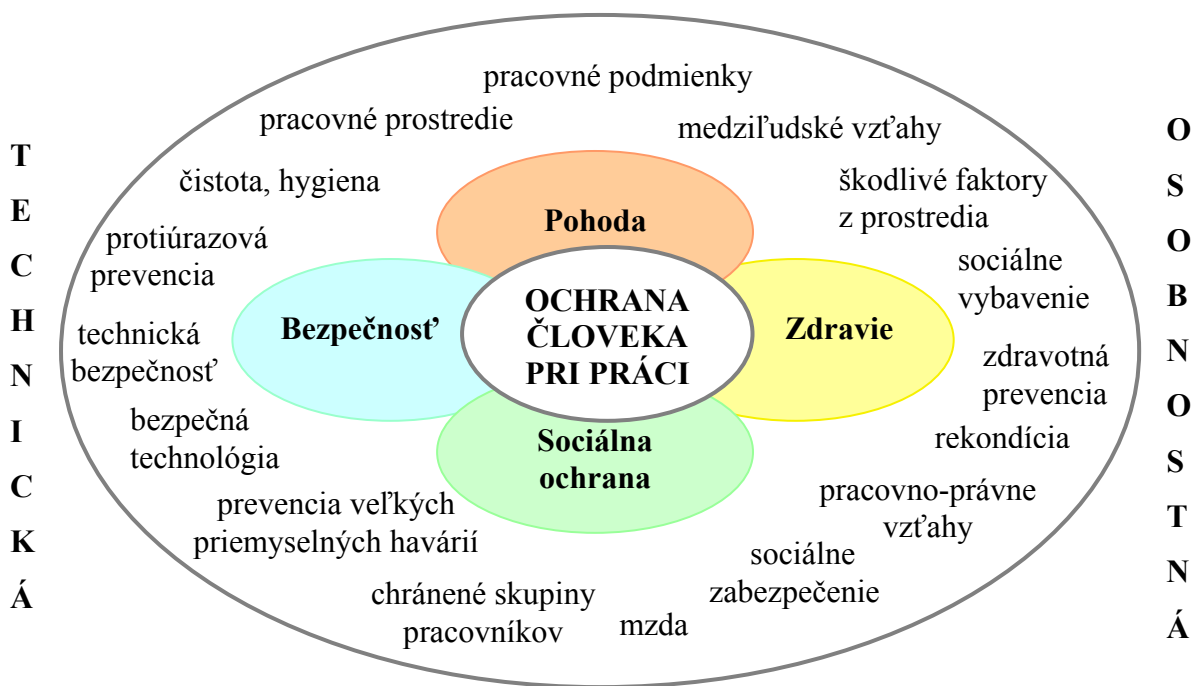 T
E
C
H
N
I
C
K
Á
pracovné podmienky
pracovné prostredie
medziľudské vzťahy
čistota, hygiena
škodlivé faktory
z prostredia
protiúrazová
prevencia
sociálne
vybavenie
technická
bezpečnosť
zdravotná
prevencia
bezpečná
technológia
rekondícia
prevencia veľkých
priemyselných havárií
pracovno-právne
vzťahy
sociálne
zabezpečenie
chránené skupiny
pracovníkov
mzda
Pohoda
Bezpečnosť
OCHRANA
ČLOVEKA
PRI PRÁCI
Zdravie
Sociálna
ochrana
O
S
O
B
N
O
S
T
N
Á